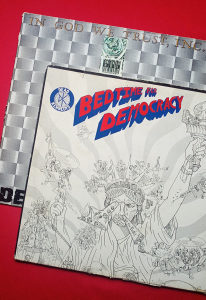 IN GOD WE TRUST, INC.
BEDTIME FOR
DEMOCRACY
DE